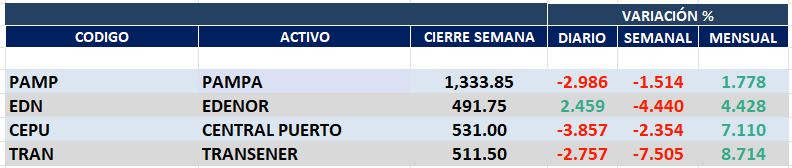 VARIACIÓN %
CODIGO ACTIVO CIERRE SEMANA DIARIO SEMANAL MENSUAL
PAMP PAMPA 1,333.85 -2.986 -1.514 1.778
EDN EDENOR 491.75 2.459 -4.440 4.428
CEPU CENTRAL PUERTO 531.00 -3.857 -2.354 7.110
TRAN TRANSENER 511.50 -2.757 -7.505 8.714